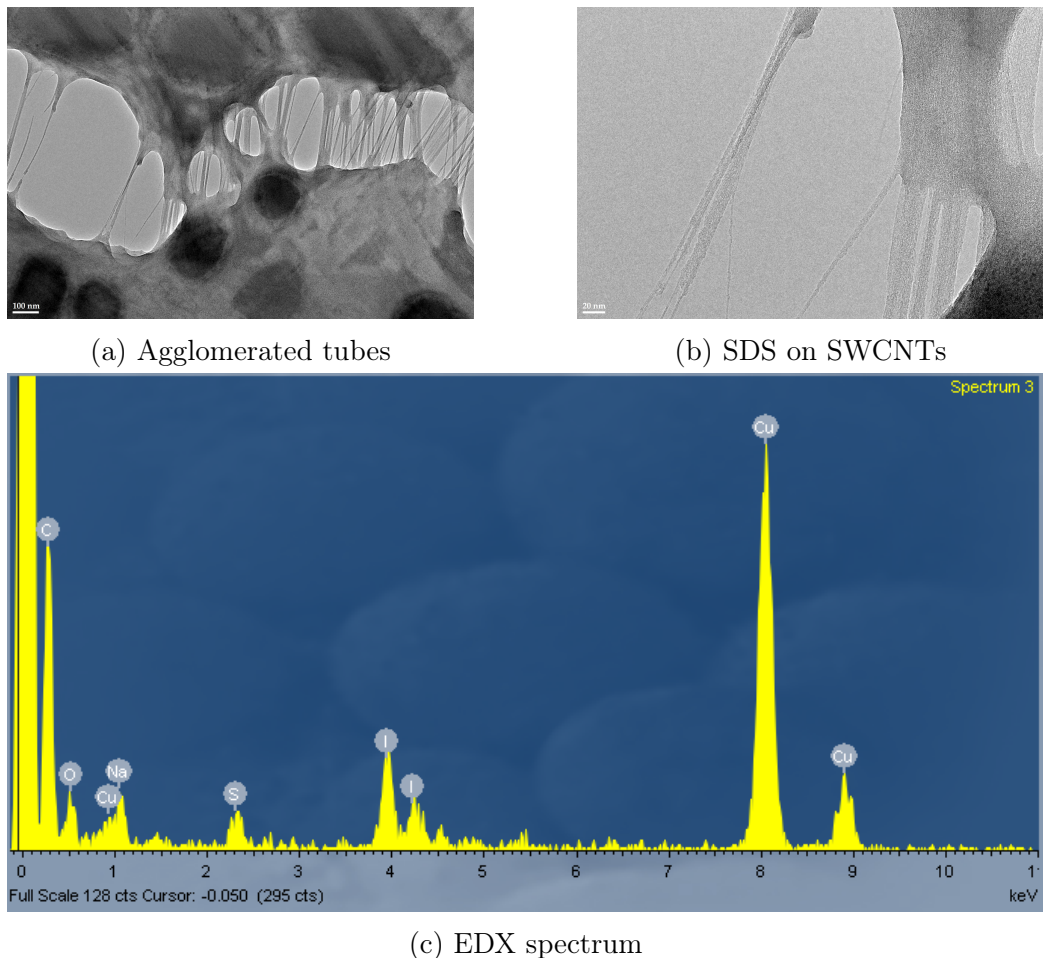 100 nm
20 nm
(a) Agglomerated tubes
(b) SDS on SWCNTs
Spectrum 3
Cu
C
I
Cu
O
Na
I
Cu
S
0 1 2 3 4 5 6 7 8 9 10 1
Full Scale 128 cts Cursor: -0.050 (295 cts)
keV
(c) EDX spectrum